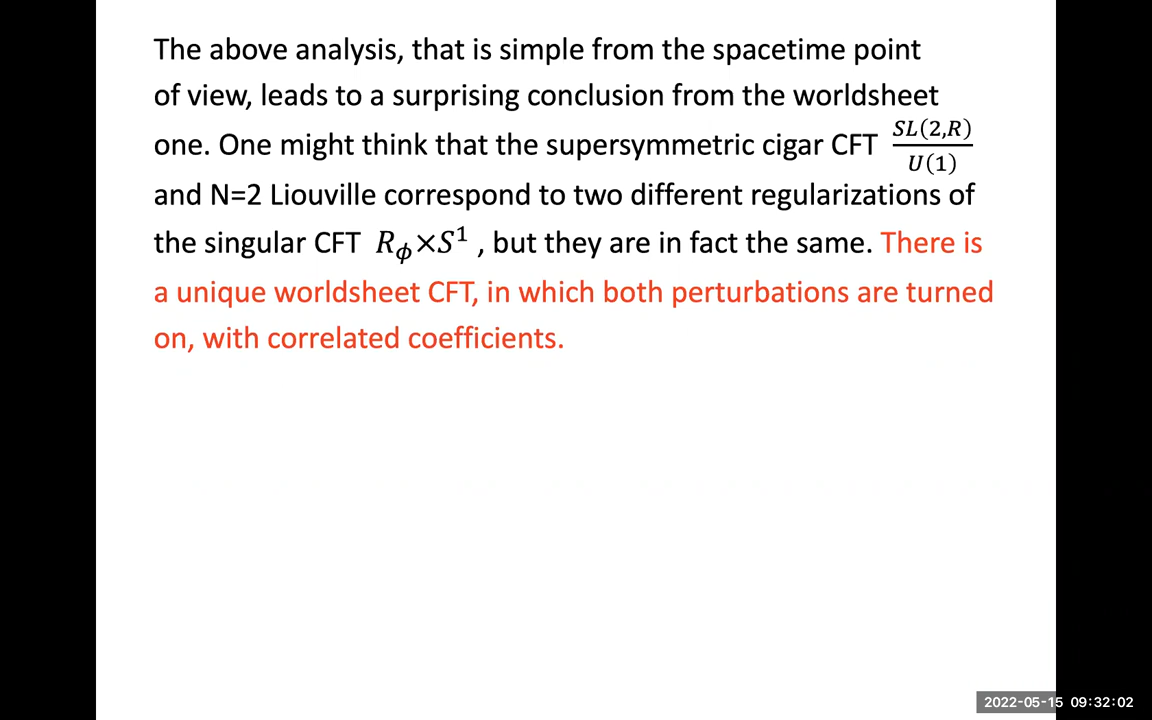 The above analysis, that is simple from the spacetime point
of view, leads to a surprising conclusion from the worldsheet
one. One might think that the supersymmetric cigar CFT SL(2,R)/U(1)
and N=2 Liouville correspond to two different regularizations of
the singular CFT R_ϕ×S¹ , but they are in fact the same. There is
a unique worldsheet CFT, in which both perturbations are turned
on, with correlated coefficients.
2022-05-15 09:32:02